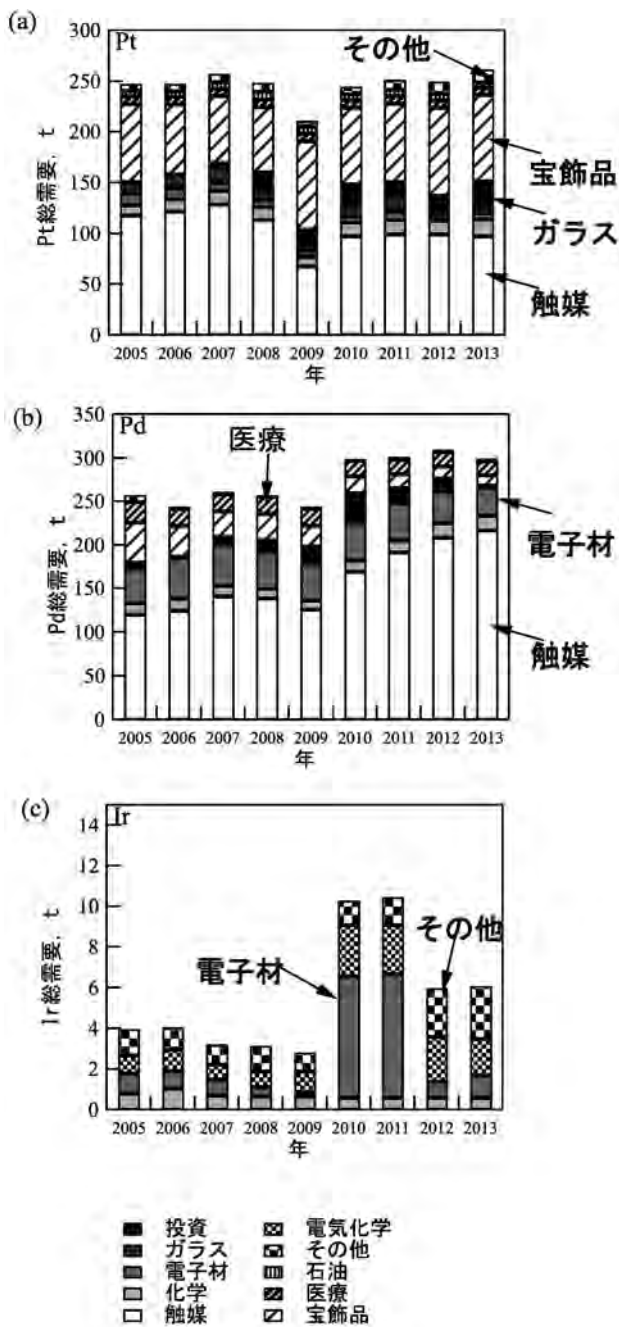 (a)
Pt
300
250
200
150
100
50
0
Pt総需要, t
その他
宝飾品
ガラス
触媒
2005 2006 2007 2008 2009 2010 2011 2012 2013
年
(b)
Pd
350
300
250
200
150
100
50
0
Pd総需要, t
医療
電子材
触媒
2005 2006 2007 2008 2009 2010 2011 2012 2013
年
(c)
Ir
14
12
10
8
6
4
2
0
Ir総需要, t
電子材
その他
2005 2006 2007 2008 2009 2010 2011 2012 2013
年
投資 電気化学
ガラス その他
電子材 石油
化学 医療
触媒 宝飾品